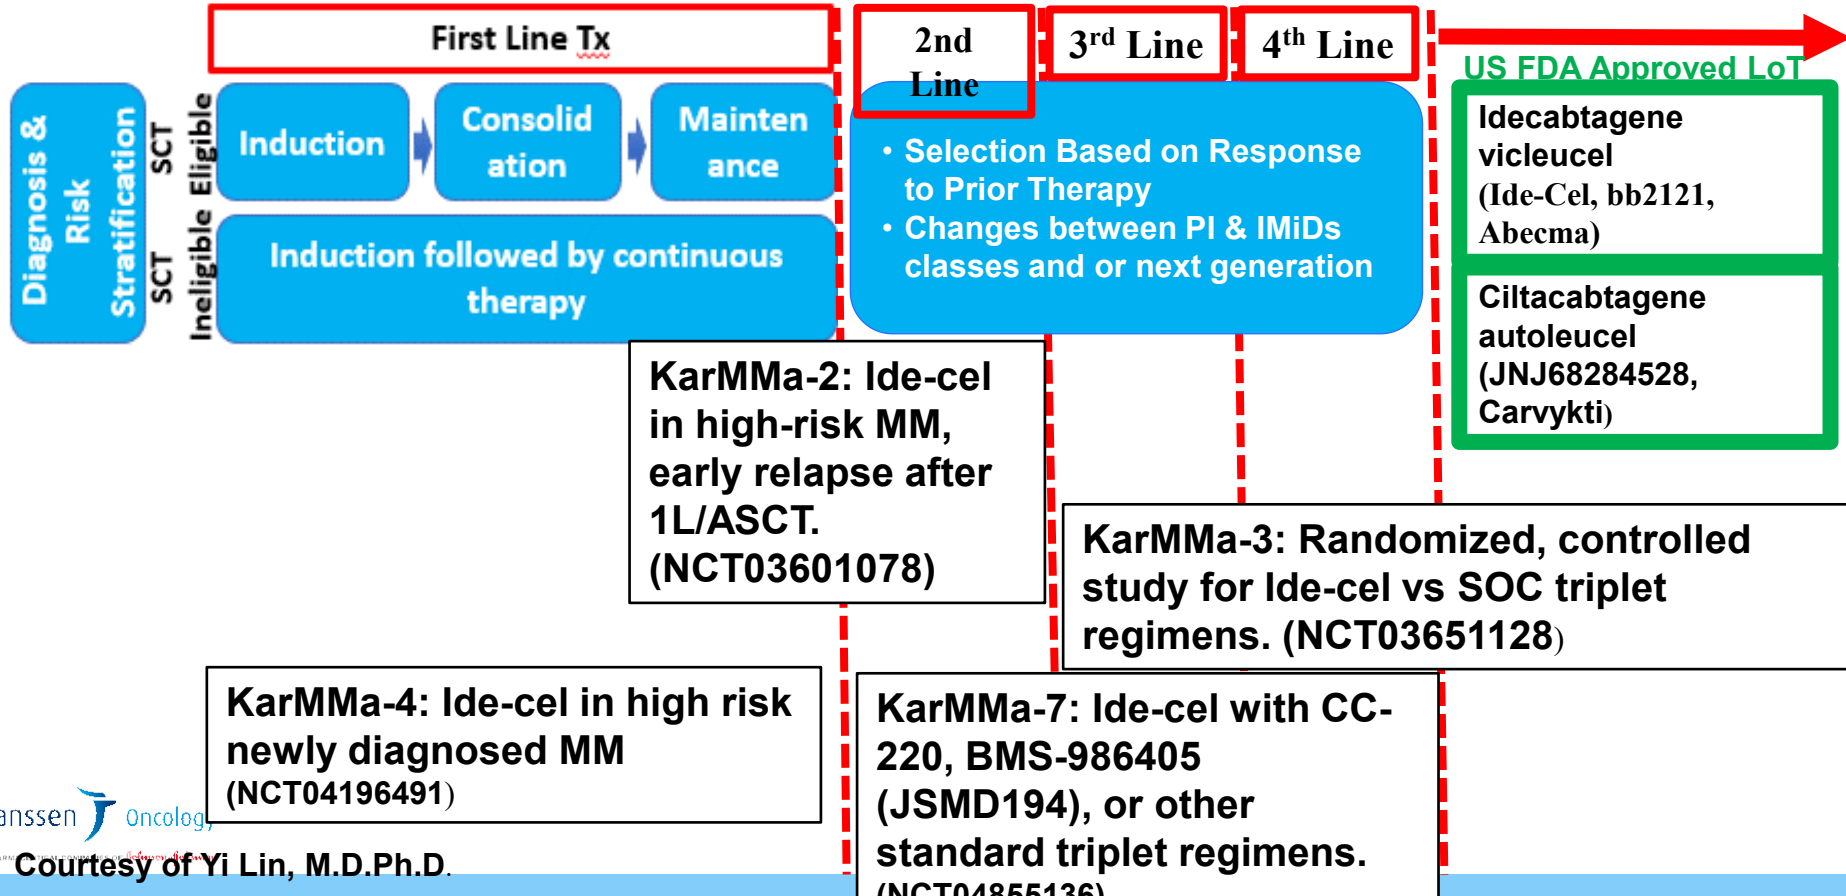 First Line Tx
2nd
Line
3rd Line
4th Line
US FDA Approved LoT
Diagnosis &
Risk
Stratification
SCT
Eligible
SCT
Ineligible
Induction
Consolid
ation
Mainten
ance
Induction followed by continuous
therapy
• Selection Based on Response
to Prior Therapy
• Changes between PI & IMiDs
classes and or next generation
Idecabtagene
vicleucel
(Ide-Cel, bb2121,
Abecma)
Ciltacabtagene
autoleucel
(JNJ68284528,
Carvykti)
KarMMa-2: Ide-cel
in high-risk MM,
early relapse after
1L/ASCT.
(NCT03601078)
KarMMa-3: Randomized, controlled
study for Ide-cel vs SOC triplet
regimens. (NCT03651128)
KarMMa-4: Ide-cel in high risk
newly diagnosed MM
(NCT04196491)
KarMMa-7: Ide-cel with CC-
220, BMS-986405
(JSMD194), or other
standard triplet regimens.
(NCT04855136)
anssen Oncology
Courtesy of Yi Lin, M.D.Ph.D.